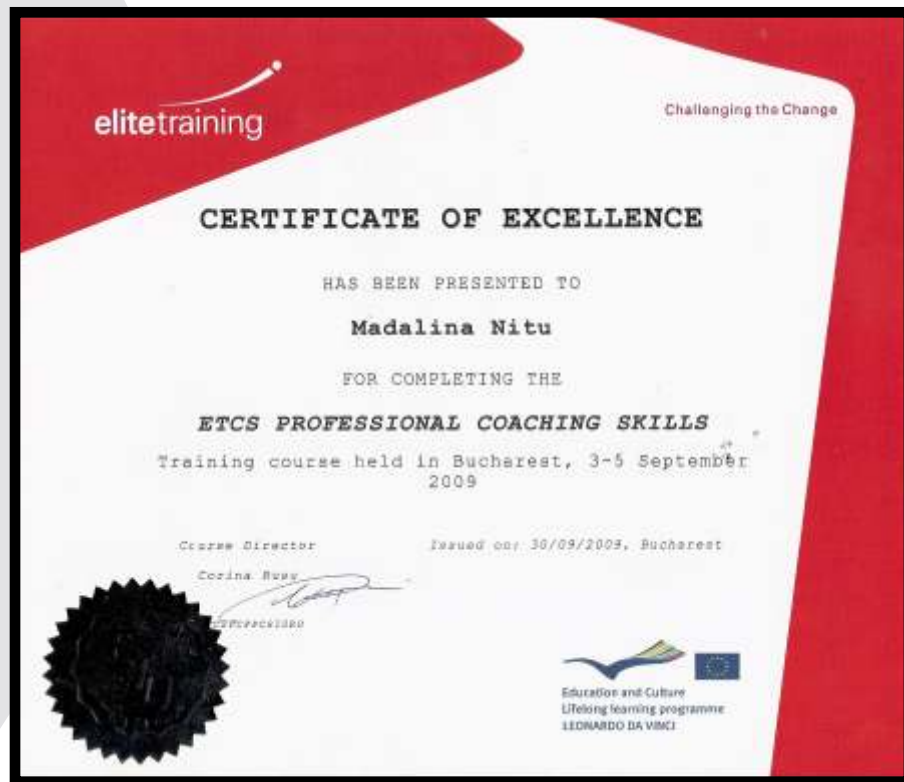 elitetraining
Challenging the Change
CERTIFICATE OF EXCELLENCE
HAS BEEN PRESENTED TO
Madalina Nitu
FOR COMPLETING THE
ETCS PROFESSIONAL COACHING SKILLS
Training course held in Bucharest, 3-5 September
2009
Course Director
Issued on: 30/09/2009, Bucharest
Corina
Education and Culture
Lifelong learning programme
LEONARDO DA VINCI